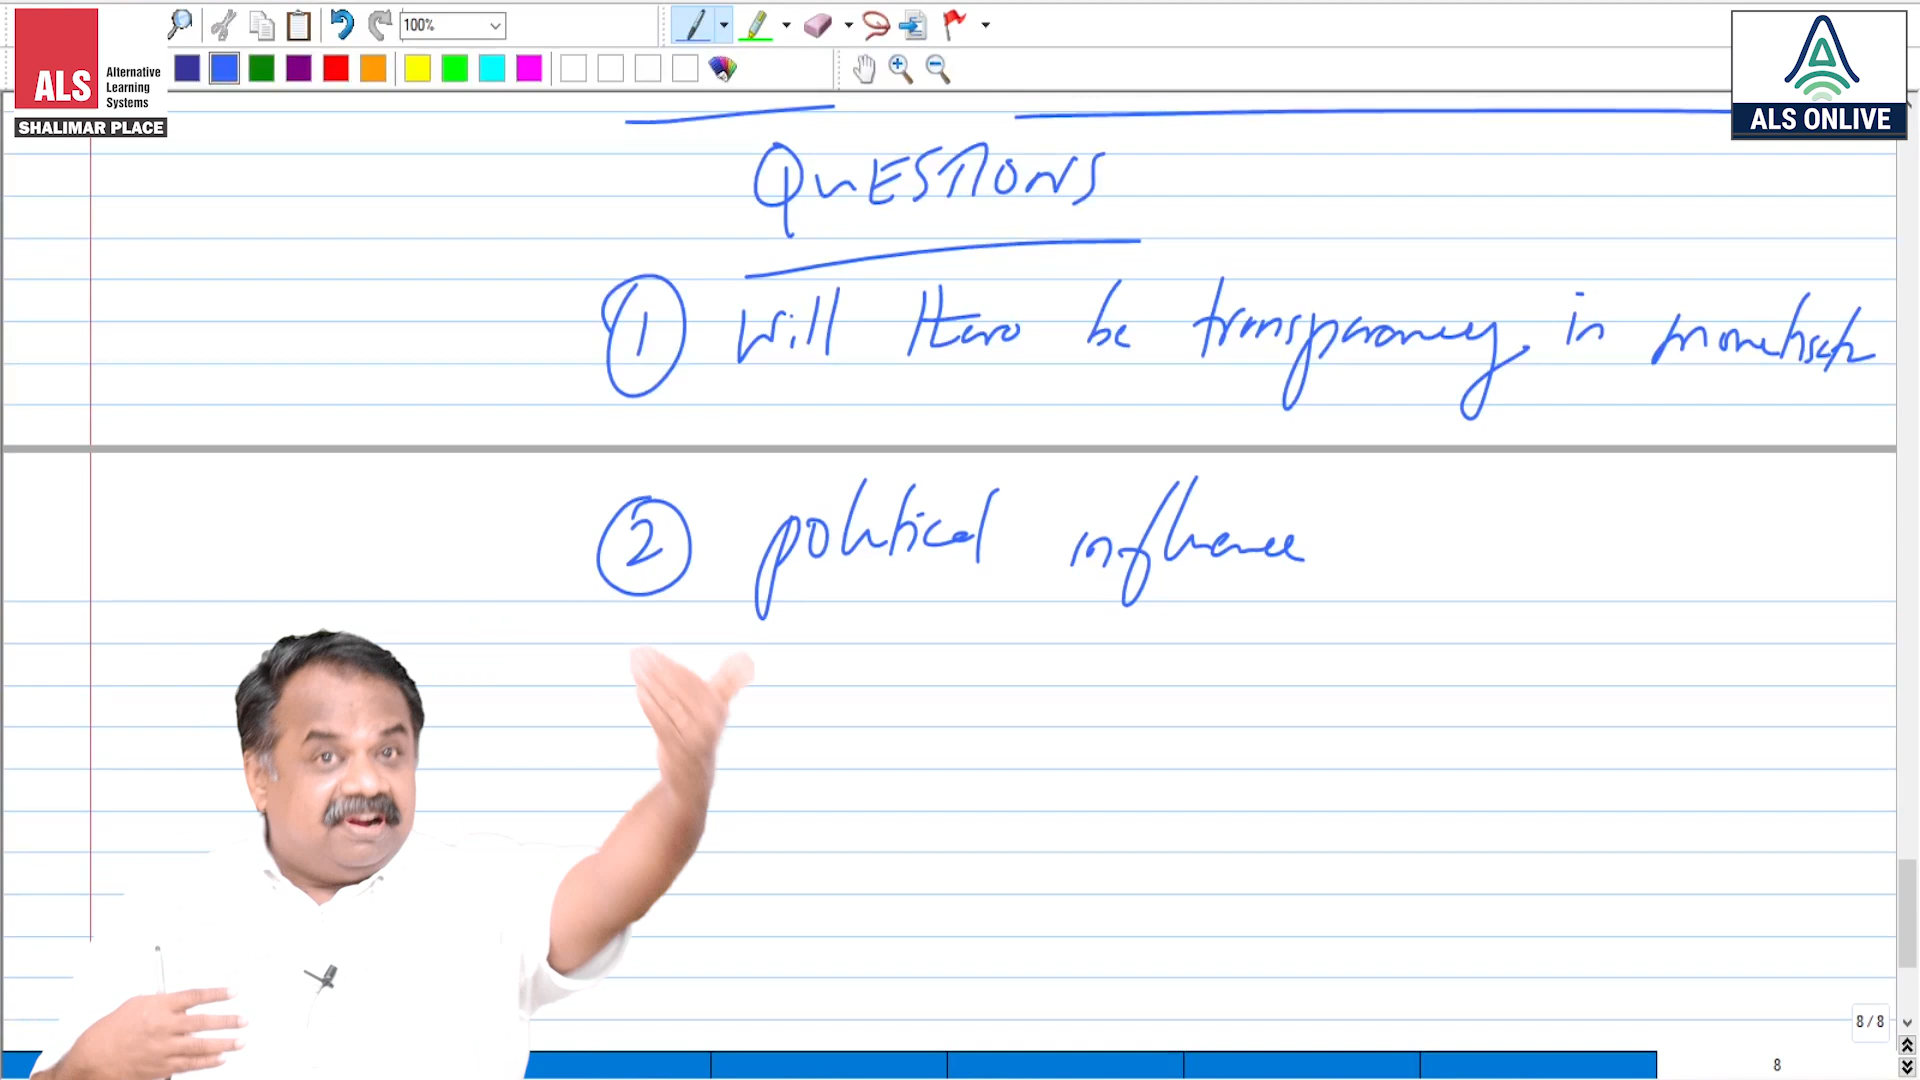 100%
ALS
Alternative
Learning
Systems
SHALIMAR PLACE
ALS ONLIVE
QUESTIONS
1 Will there be transparency in
2 political influence
8 / 8
8